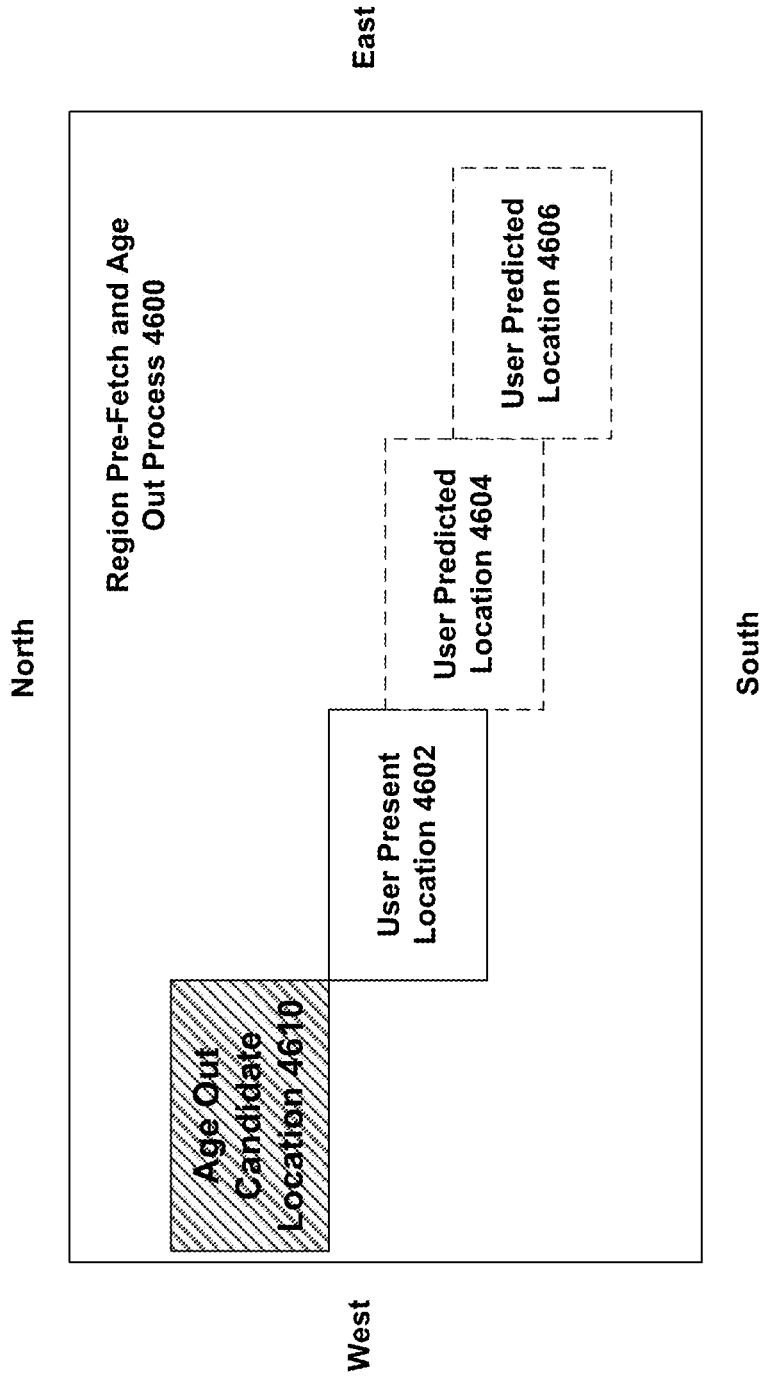 North
Region Pre-Fetch and Age
Out Process 4600
West
East
Age Out
Candidate
Location 4610
User Present
Location 4602
User Predicted
Location 4604
User Predicted
Location 4606
South